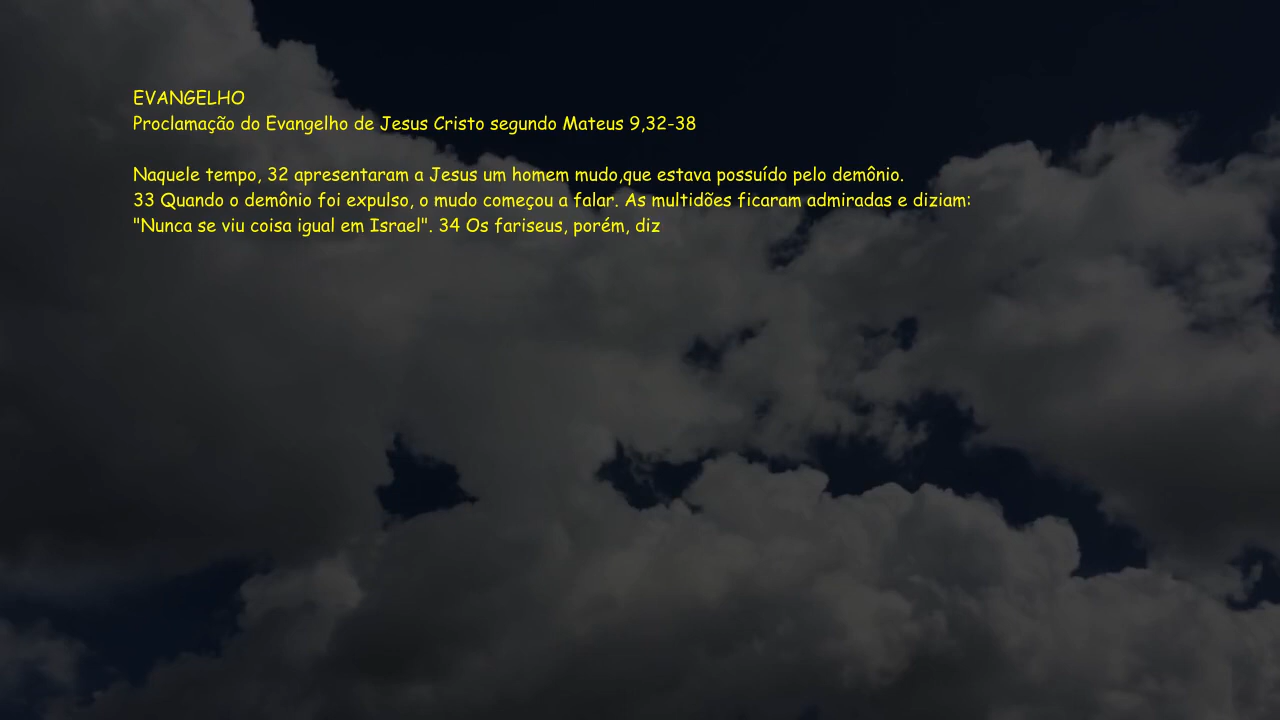 EVANGELHO
Proclamação do Evangelho de Jesus Cristo segundo Mateus 9,32-38
Naquele tempo, 32 apresentaram a Jesus um homem mudo,que estava possuído pelo demônio.
33 Quando o demônio foi expulso, o mudo começou a falar. As multidões ficaram admiradas e diziam:
"Nunca se viu coisa igual em Israel". 34 Os fariseus, porém, diz